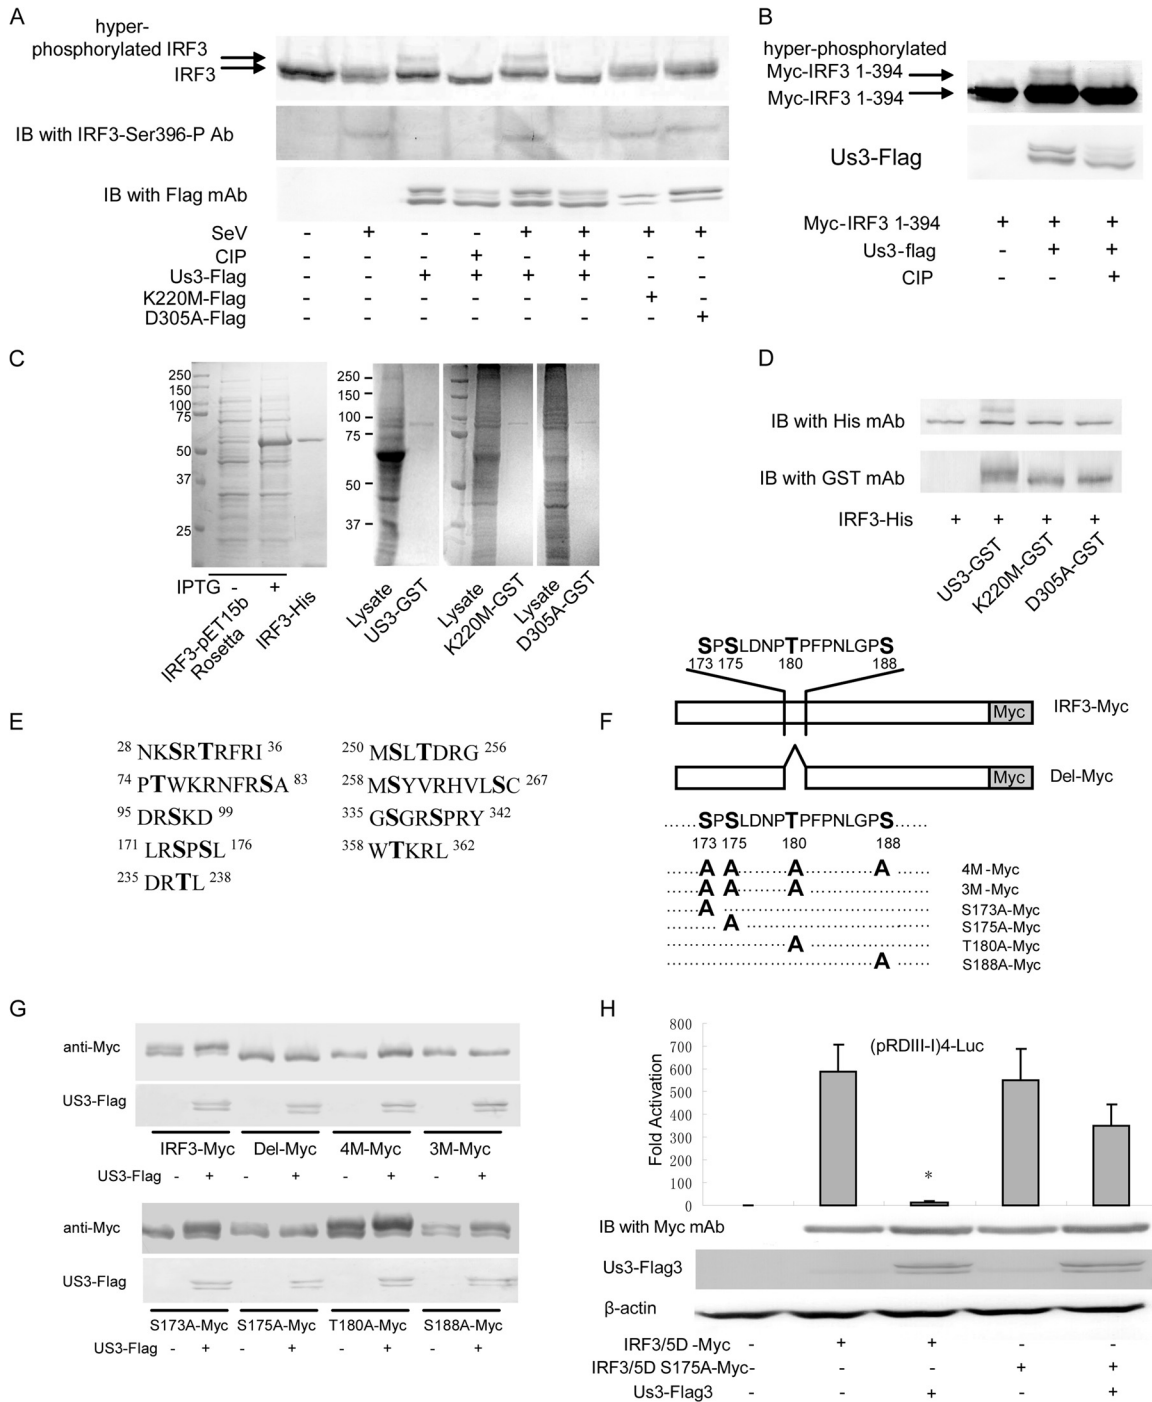 A
hyper-
phosphorylated IRF3
IRF3
IB with IRF3-Ser396-P Ab
IB with Flag mAb
SeV - + - - + + + +
CIP - - - + - + - -
Us3-Flag - - + + + + - -
K220M-Flag - - - - - - + -
D305A-Flag - - - - - - - +
B
hyper-phosphorylated
Myc-IRF3 1-394
Myc-IRF3 1-394
Us3-Flag
Myc-IRF3 1-394 + + +
Us3-flag - + +
CIP - - +
C
250
150
100
75
50
37
25
IPTG - +
IRF3-pET15b
Rosetta
IRF3-His
250
150
100
75
50
37
Lysate
US3-GST
Lysate
K220M-GST
Lysate
D305A-GST
D
IB with His mAb
IB with GST mAb
IRF3-His + + + +
US3-GST
K220M-GST
D305A-GST
E
28 NKSRTRFRI 36
74 PTWKRNFRSA 83
95 DRSKD 99
171 LRSPSL 176
235 DRTL 238
250 MSLTDRG 256
258 MSYVRHVLSC 267
335 GSGRSPRY 342
358 WTKRL 362
F
SPSLDNPTPFPNLGPS
173 175 180 188
Myc IRF3-Myc
Myc Del-Myc
......SPSLDNPTPFPNLGPS......
173 175 180 188
A A A A 4M-Myc
A A A 3M-Myc
A S173A-Myc
A S175A-Myc
A T180A-Myc
A S188A-Myc
G
anti-Myc
US3-Flag
IRF3-Myc Del-Myc 4M-Myc 3M-Myc
US3-Flag - + - + - + - +
anti-Myc
US3-Flag
S173A-Myc S175A-Myc T180A-Myc S188A-Myc
US3-Flag - + - + - + - +
H
Fold Activation
800
700
600
500
400
300
200
100
0
(pRDIII-I)4-Luc
*
IB with Myc mAb
Us3-Flag3
β-actin
IRF3/5D -Myc - + + - -
IRF3/5D S175A-Myc- - - + +
Us3-Flag3 - - + - +